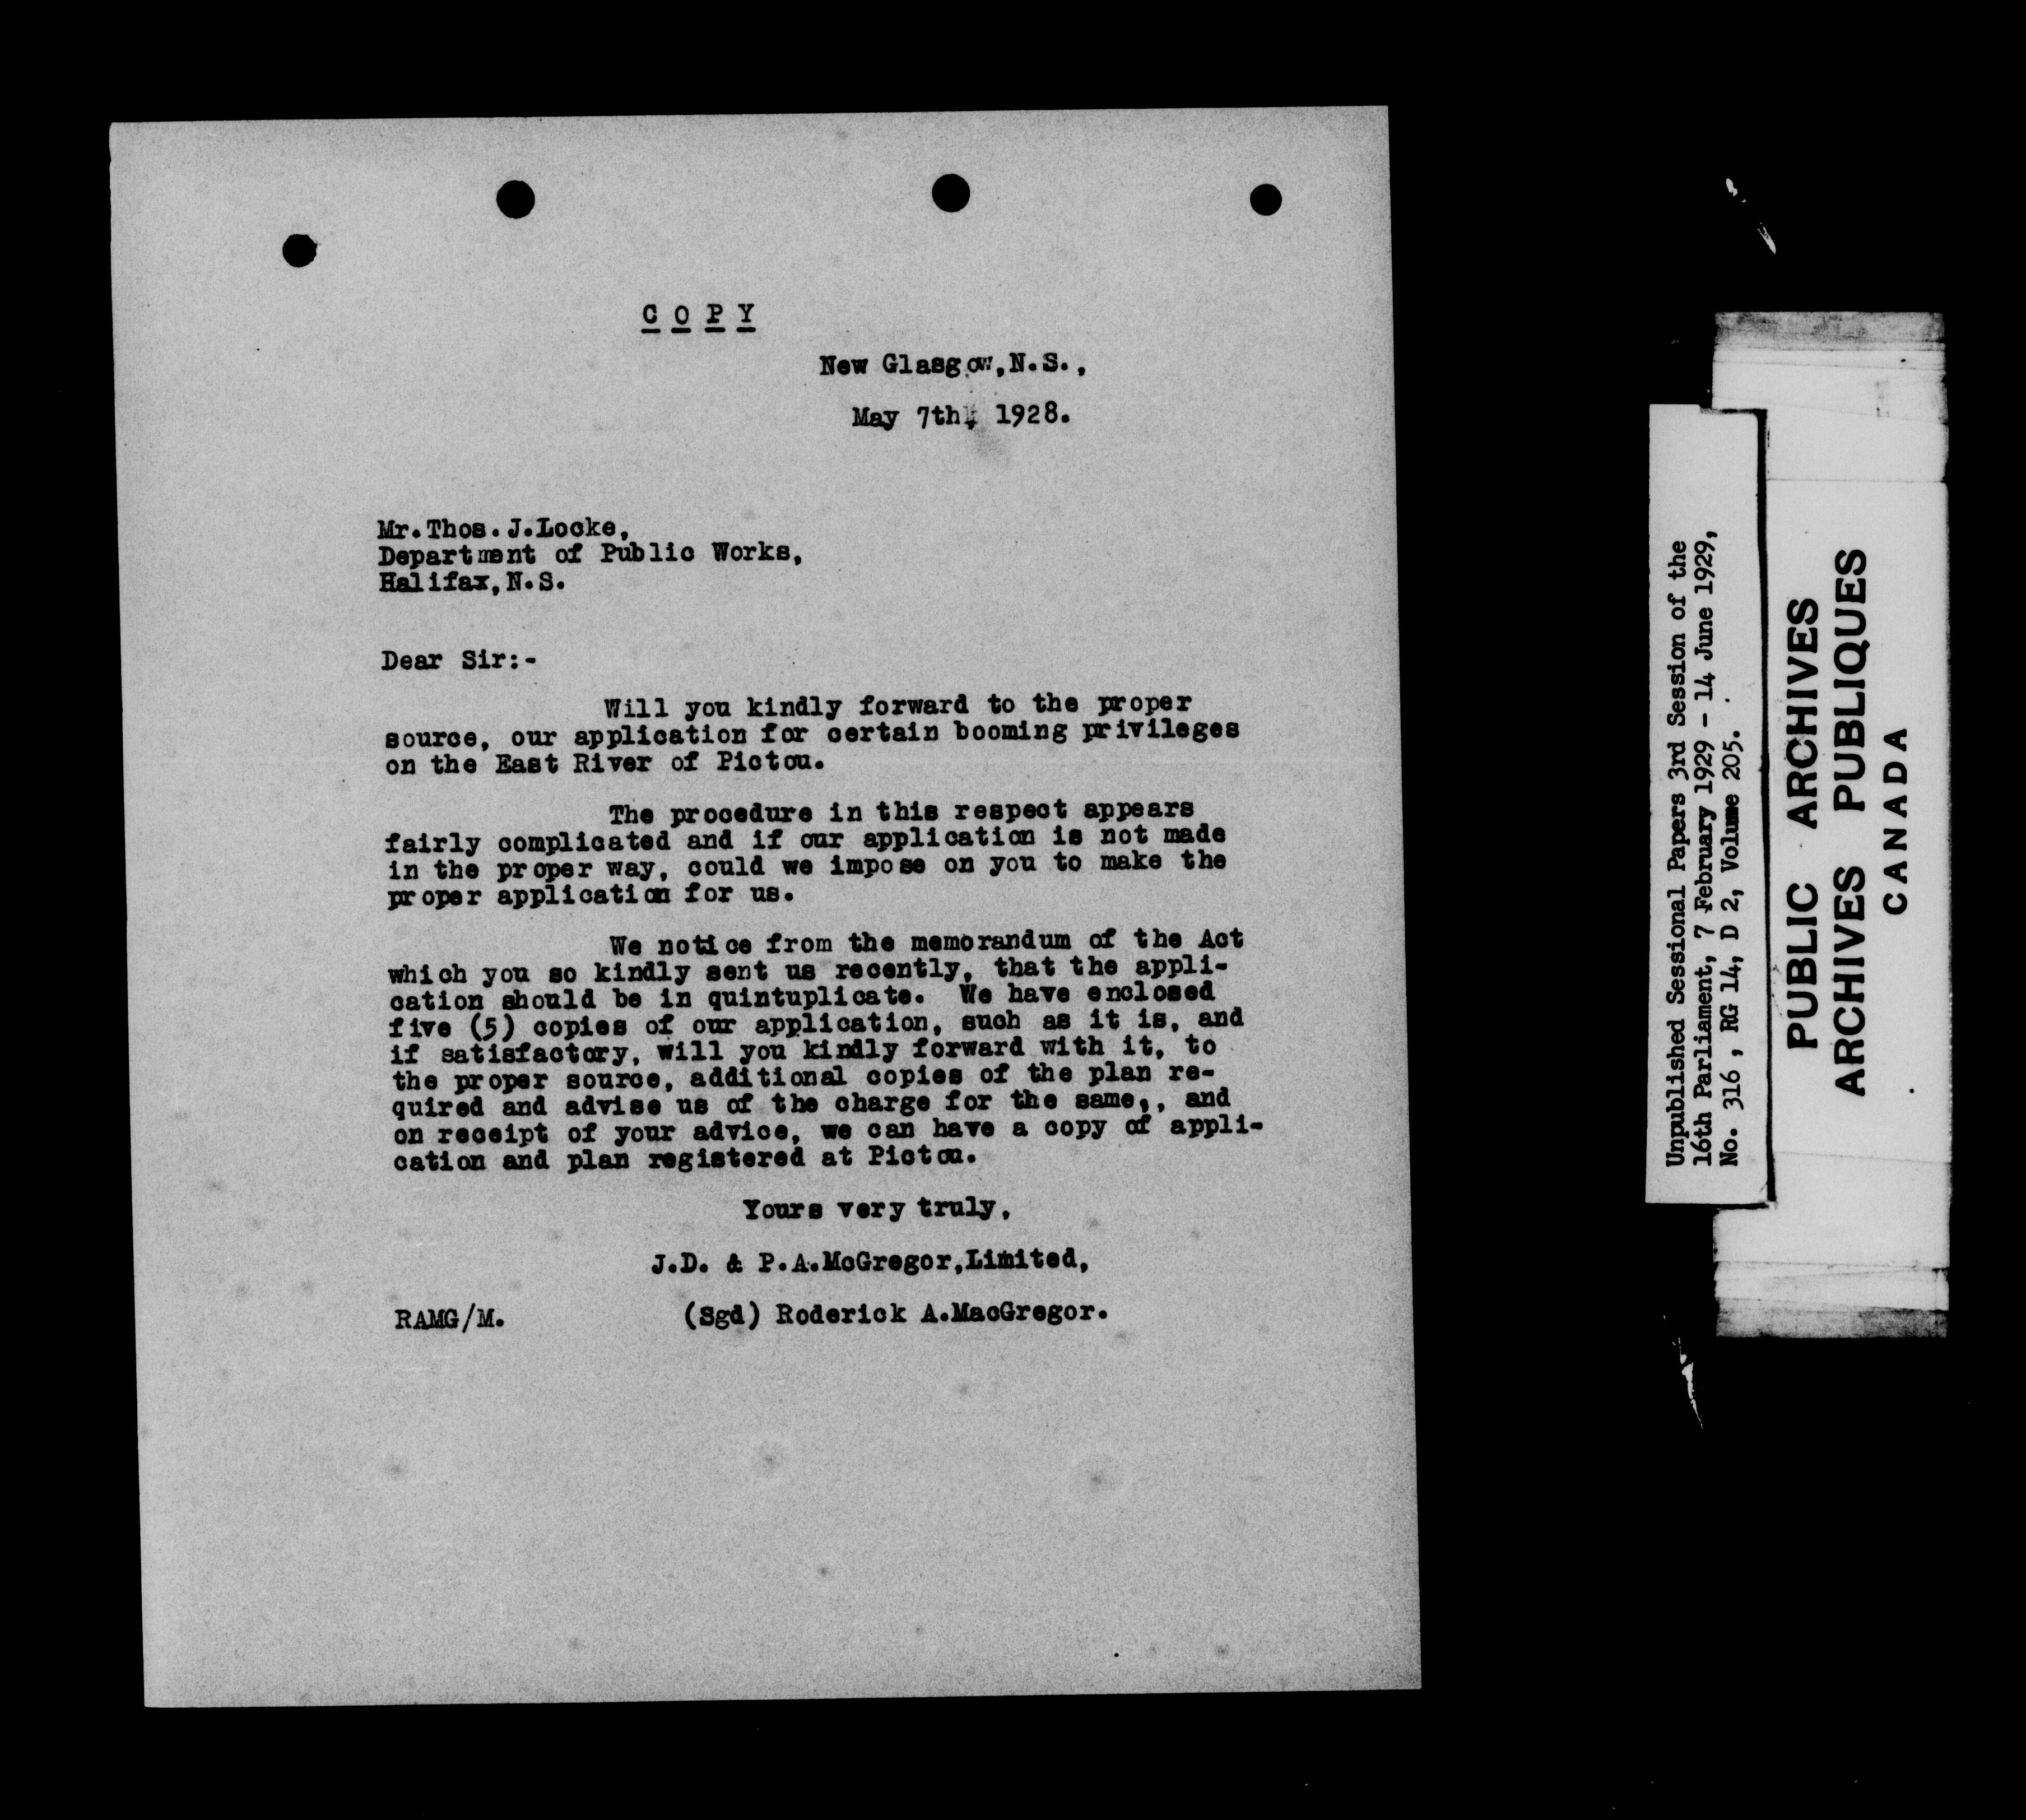 C O P Y
New Glasgow,N.S.,
May 7th, 1928.
Mr.Thos.J.Locke,
Department of Public Works,
Halifax,N.S.
Dear Sir:-
Will you kindly forward to the proper
source, our application for certain booming privileges
on the East River of Pictou.
The procedure in this respect appears
fairly complicated and if our application is not made
in the proper way, could we impose on you to make the
proper application for us.
We notice from the memorandum of the Act
which you so kindly sent us recently, that the appli-
cation should be in quintuplicate. We have enclosed
five (5) copies of our application, such as it is, and
if satisfactory, will you kindly forward with it, to
the proper source, additional copies of the plan re-
quired and advise us of the charge for the same,, and
on receipt of your advice, we can have a copy of appli-
cation and plan registered at Pictou.
Yours very truly,
J.D. & P.A.McGregor,Limited,
RAMG/M. (Sgd) Roderick A.MacGregor.
Unpublished Sessional Papers 3rd Session of the
16th Parliament, 7 February 1929 - 14 June 1929,
No. 316 , RG 14, D 2, Volume 205.
PUBLIC ARCHIVES
ARCHIVES PUBLIQUES
CANADA